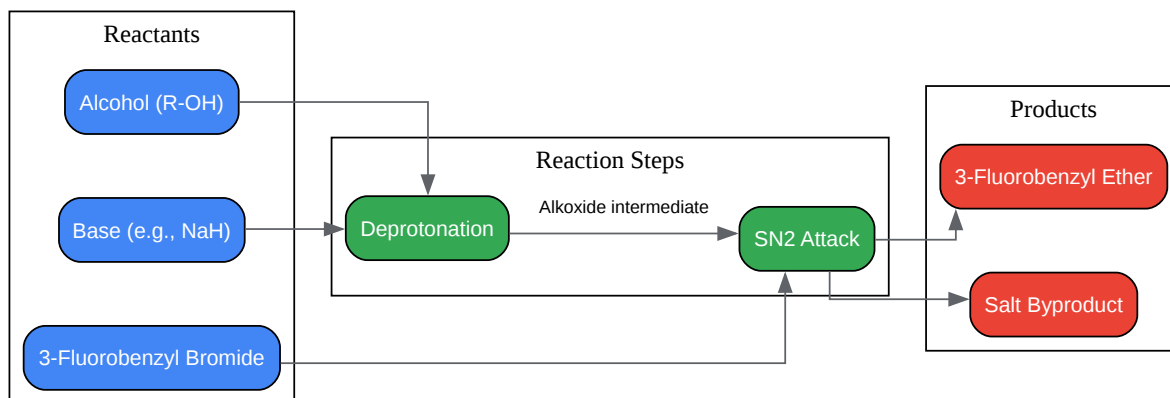 Reactants
Alcohol (R-OH)
Base (e.g., NaH)
3-Fluorobenzyl Bromide
Reaction Steps
Deprotonation
Alkoxide intermediate
SN2 Attack
Products
3-Fluorobenzyl Ether
Salt Byproduct